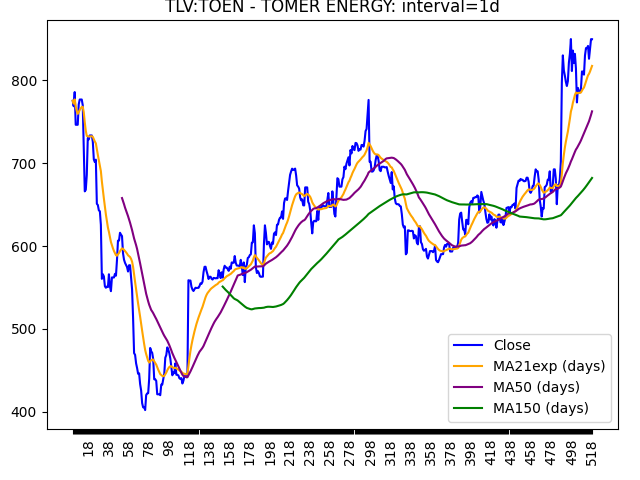 TLV:TOEN - TOMER ENERGY: interval=1d
800
700
600
500
400
Close
MA21exp (days)
MA50 (days)
MA150 (days)
18 38 58 78 98 118 138 158 178 198 218 238 258 278 298 318 338 358 378 398 418 438 458 478 498 518